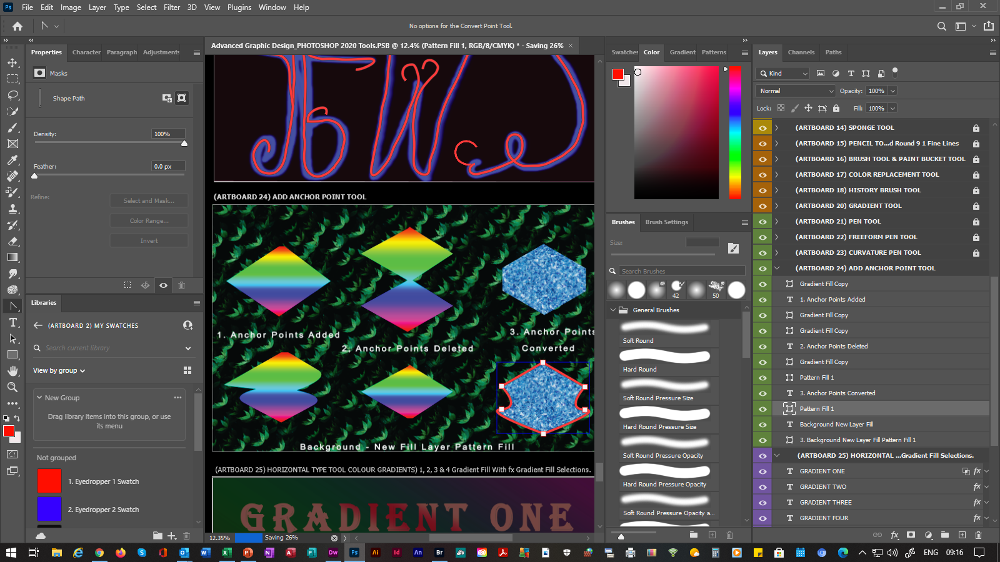 Ps File Edit Image Layer Type Select Filter 3D View Plugins Window Help
No options for the Convert Point Tool.
Properties Character Paragraph Adjustments
Masks
Shape Path
Density: 100%
Feather: 0.0 px
Refine: Select and Mask...
Color Range...
Invert
Libraries
(ARTBOARD 2) MY SWATCHES
Search current library
View by group
New Group
Drag library items into this group, or use
its menu
Not grouped
1. Eyedropper 1 Swatch
2. Eyedropper 2 Swatch
Advanced Graphic Design_PHOTOSHOP 2020 Tools.PSB @ 12.4% (Pattern Fill 1, RGB/8/CMYK) * - Saving 26%
(ARTBOARD 24) ADD ANCHOR POINT TOOL
1. Anchor Points Added
2. Anchor Points Deleted
3. Anchor Points
Converted
Background - New Fill Layer Pattern Fill
(ARTBOARD 25) HORIZONTAL TYPE TOOL COLOUR GRADIENTS) 1, 2, 3 & 4 Gradient Fill With fx Gradient Fill Selections.
GRADIENT ONE
12.35% Saving 26%
Swatches Color Gradients Patterns
Brushes Brush Settings
Size:
Search Brushes
42 50
General Brushes
Soft Round
Hard Round
Soft Round Pressure Size
Hard Round Pressure Size
Soft Round Pressure Opacity
Hard Round Pressure Opacity
Soft Round Pressure Opacity a...
Layers Channels Paths
Kind
Normal Opacity: 100%
Lock: Fill: 100%
(ARTBOARD 14) SPONGE TOOL
(ARTBOARD 15) PENCIL TO...d Round 9 1 Fine Lines
(ARTBOARD 16) BRUSH TOOL & PAINT BUCKET TOOL
(ARTBOARD 17) COLOR REPLACEMENT TOOL
(ARTBOARD 18) HISTORY BRUSH TOOL
(ARTBOARD 20) GRADIENT TOOL
(ARTBOARD 21) PEN TOOL
(ARTBOARD 22) FREEFORM PEN TOOL
(ARTBOARD 23) CURVATURE PEN TOOL
(ARTBOARD 24) ADD ANCHOR POINT TOOL
Gradient Fill Copy
1. Anchor Points Added
Gradient Fill Copy
Gradient Fill Copy
2. Anchor Points Deleted
Gradient Fill Copy
Pattern Fill 1
3. Anchor Points Converted
Pattern Fill 1
Background New Layer Fill
3. Background New Layer Fill Pattern Fill 1
(ARTBOARD 25) HORIZONTAL ...Gradient Fill Selections.
GRADIENT ONE fx
GRADIENT TWO fx
GRADIENT THREE fx
GRADIENT FOUR fx
ENG 09:16